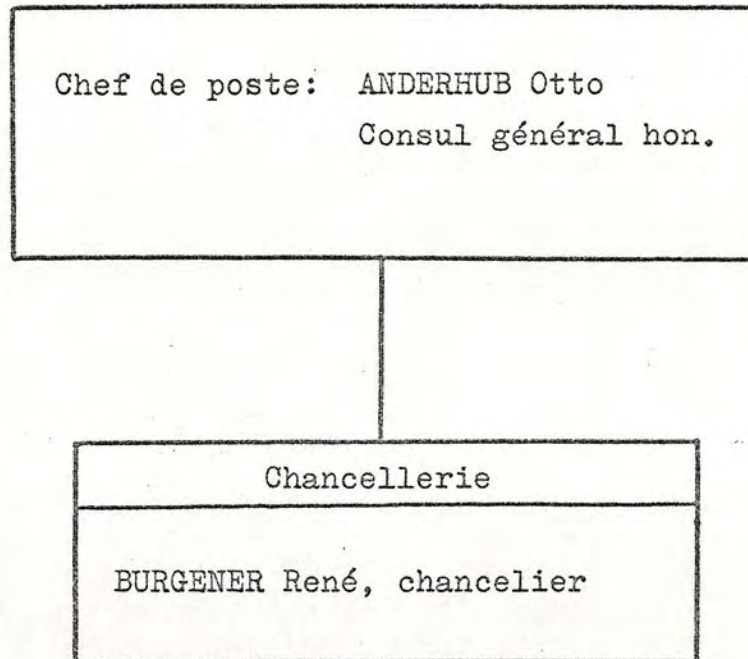 Chef de poste: ANDERHUB Otto
Consul général hon.
Chancellerie
BURGENER René, chancelier